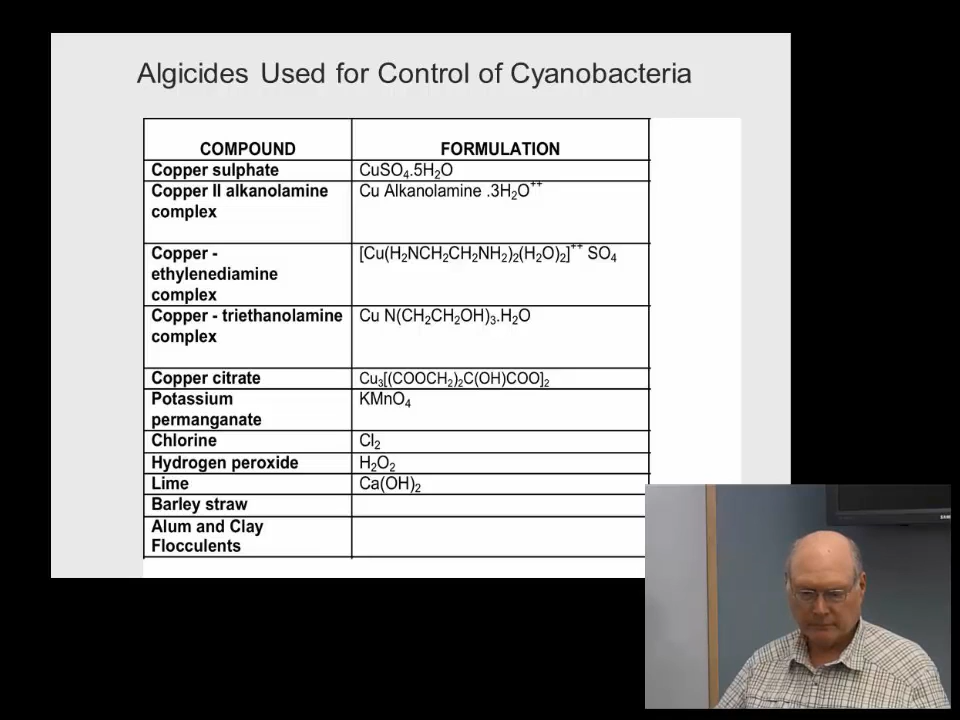 Algicides Used for Control of Cyanobacteria
COMPOUND FORMULATION
Copper sulphate CuSO₄.5H₂O
Copper II alkanolamine Cu Alkanolamine .3H₂O⁺⁺
complex
Copper - [Cu(H₂NCH₂CH₂NH₂)₂(H₂O)₂]⁺⁺ SO₄
ethylenediamine
complex
Copper - triethanolamine Cu N(CH₂CH₂OH)₃.H₂O
complex
Copper citrate Cu₃[(COOCH₂)₂C(OH)COO]₂
Potassium KMnO₄
permanganate
Chlorine Cl₂
Hydrogen peroxide H₂O₂
Lime Ca(OH)₂
Barley straw
Alum and Clay
Flocculents